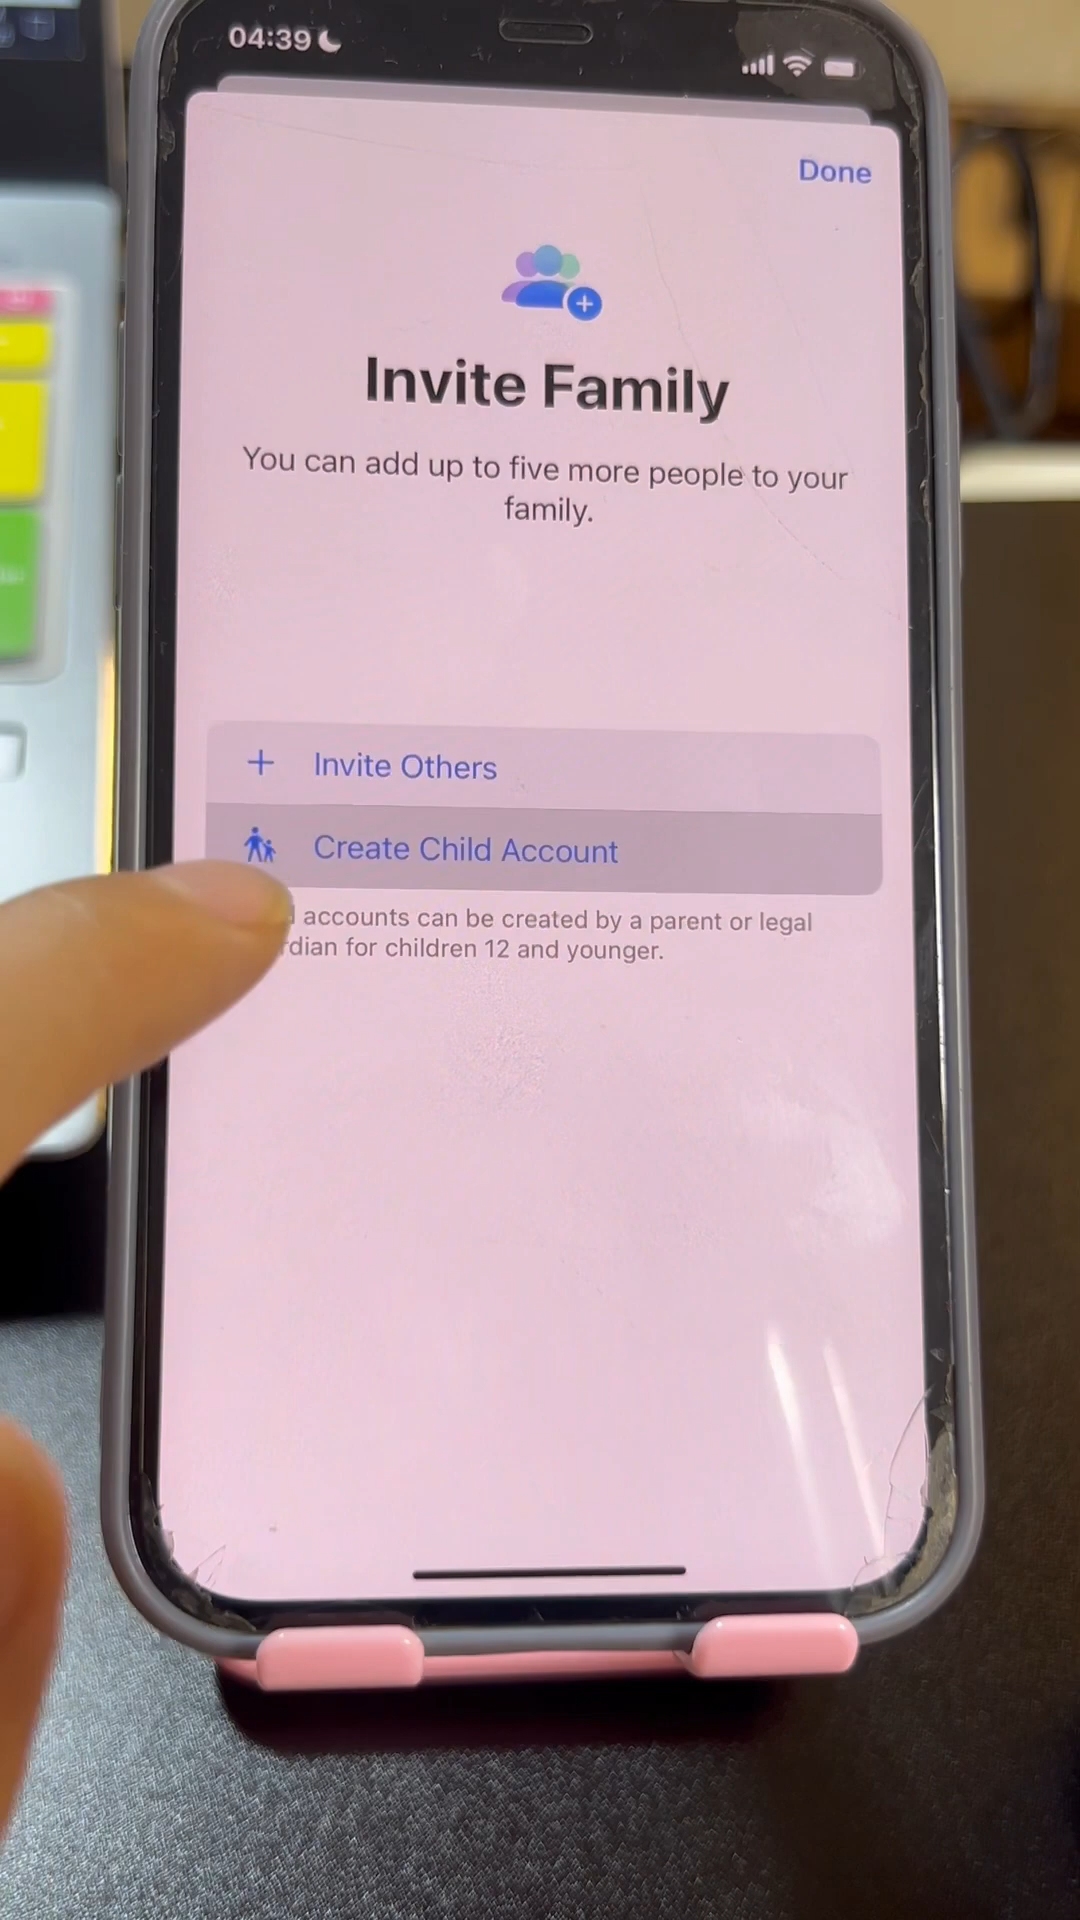 04:39
Done
Invite Family
You can add up to five more people to your
family.
Invite Others
Create Child Account
accounts can be created by a parent or legal
for children 12 and younger.